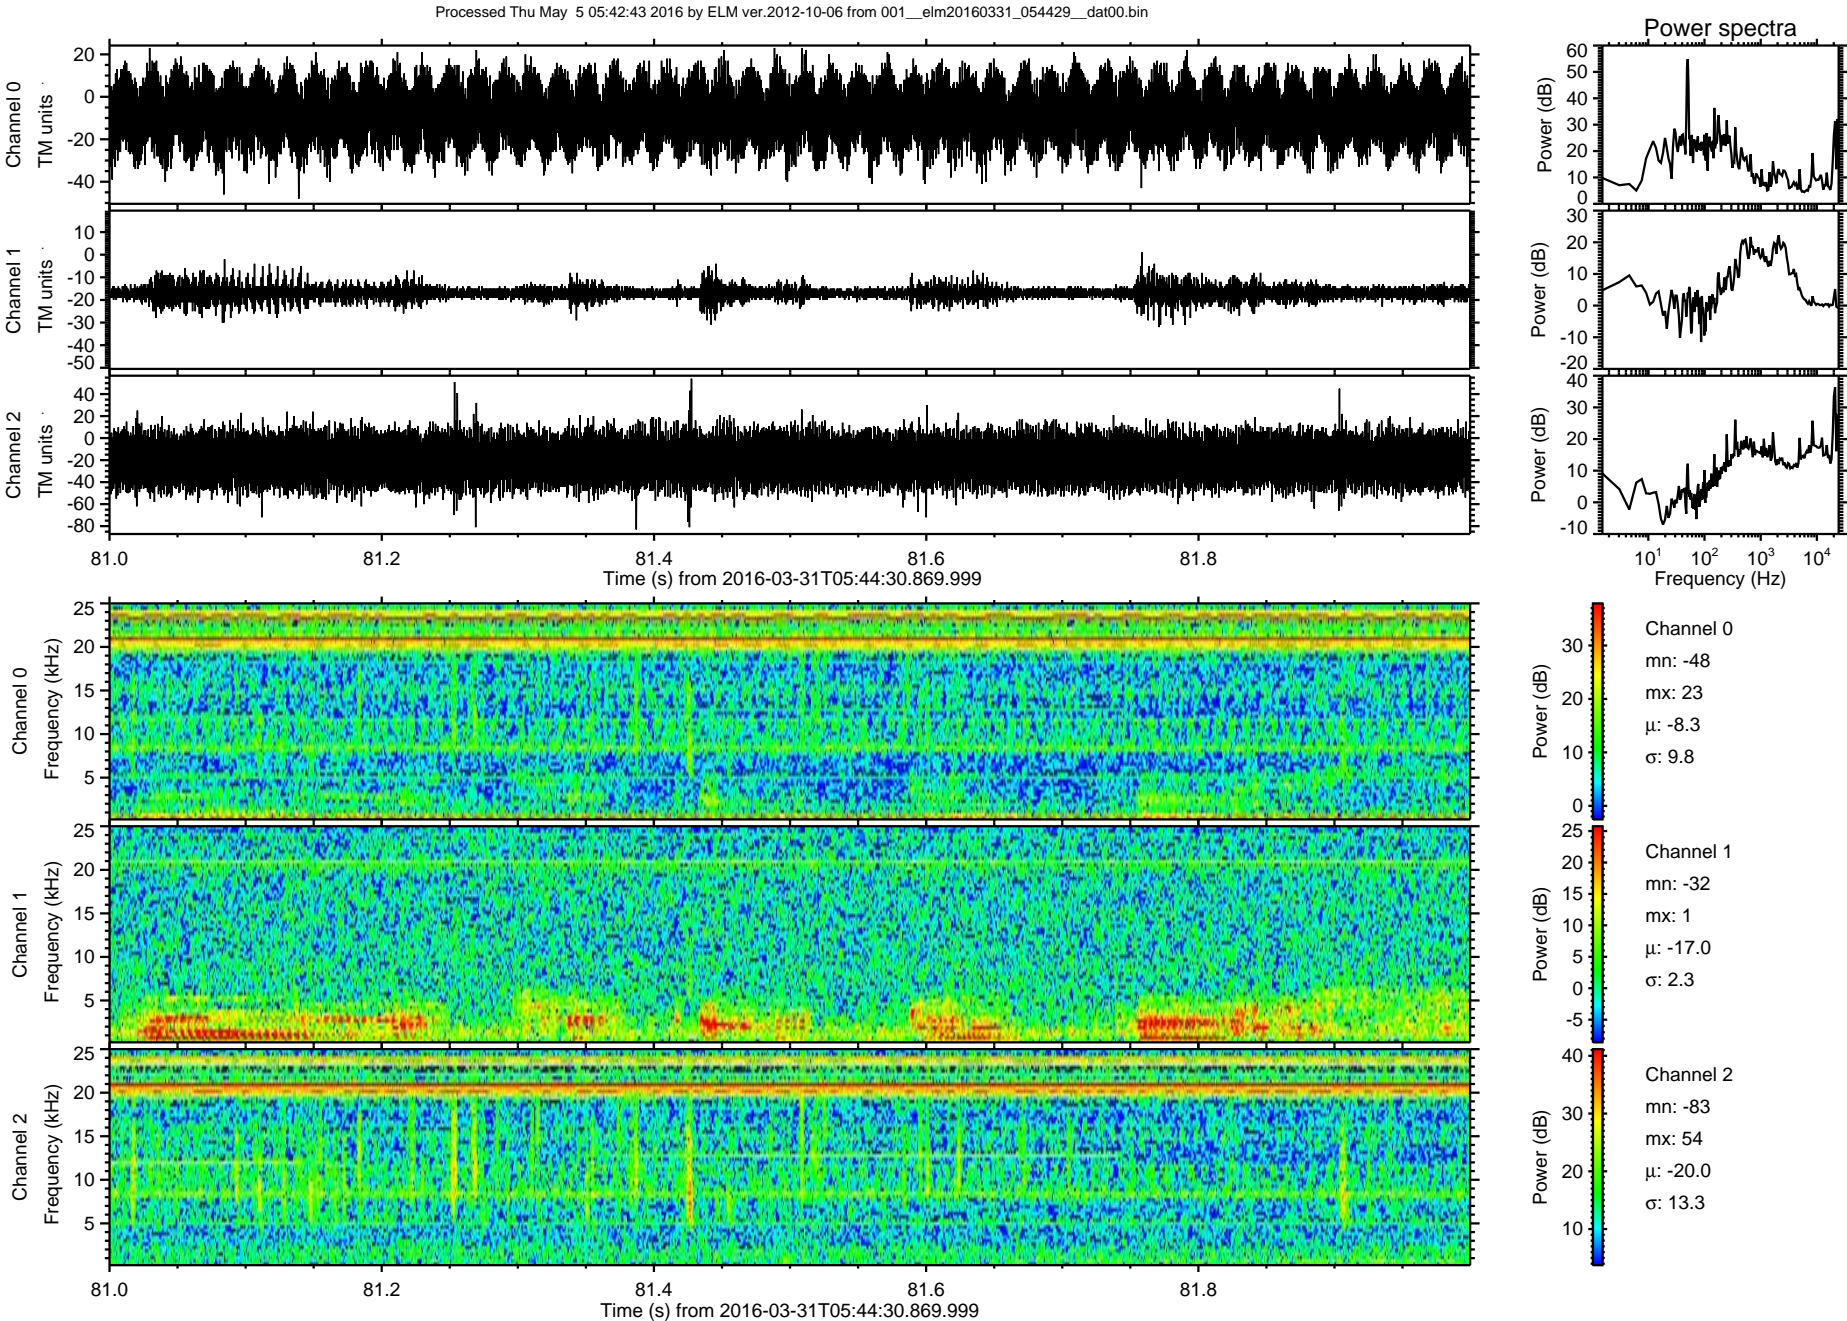 Processed Thu May  5 05:42:43 2016 by ELM ver.2012-10-06 from 001__elm20160331_054429__dat00.bin
Power spectra
Channel 0
TM units
20
0
-20
-40
Power (dB)
60
50
40
30
20
10
0
Channel 1
TM units
10
0
-10
-20
-30
-40
-50
Power (dB)
30
20
10
0
-10
-20
Channel 2
TM units
40
20
0
-20
-40
-60
-80
Power (dB)
40
30
20
10
0
-10
81.0 81.2 81.4 81.6 81.8
Time (s) from 2016-03-31T05:44:30.869.999
10^1 10^2 10^3 10^4
Frequency (Hz)
Channel 0
Frequency (kHz)
25
20
15
10
5
Power (dB)
30
20
10
0
Channel 0
mn: -48
mx: 23
μ: -8.3
σ: 9.8
Channel 1
Frequency (kHz)
25
20
15
10
5
Power (dB)
25
20
15
10
5
0
-5
Channel 1
mn: -32
mx: 1
μ: -17.0
σ: 2.3
Channel 2
Frequency (kHz)
25
20
15
10
5
Power (dB)
40
30
20
10
Channel 2
mn: -83
mx: 54
μ: -20.0
σ: 13.3
81.0 81.2 81.4 81.6 81.8
Time (s) from 2016-03-31T05:44:30.869.999